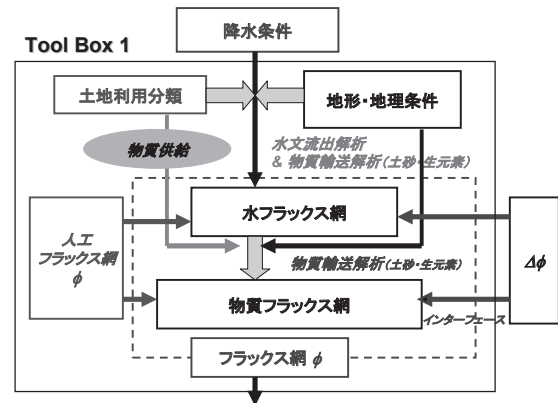 降水条件
Tool Box 1
土地利用分類
地形・地理条件
物質供給
水文流出解析
& 物質輸送解析(土砂・生元素)
水フラックス網
人工
フラックス網
φ
物質輸送解析(土砂・生元素)
Δφ
物質フラックス網
インターフェース
フラックス網 φ